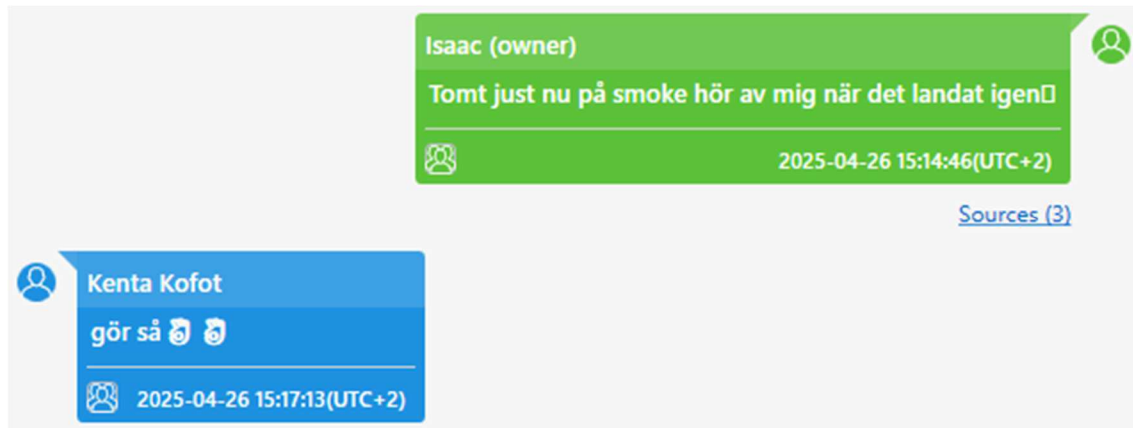 Isaac (owner)
Tomt just nu på smoke hör av mig när det landat igen▯
2025-04-26 15:14:46(UTC+2)
Sources (3)
Kenta Kofot
gör så 👌 👌
2025-04-26 15:17:13(UTC+2)